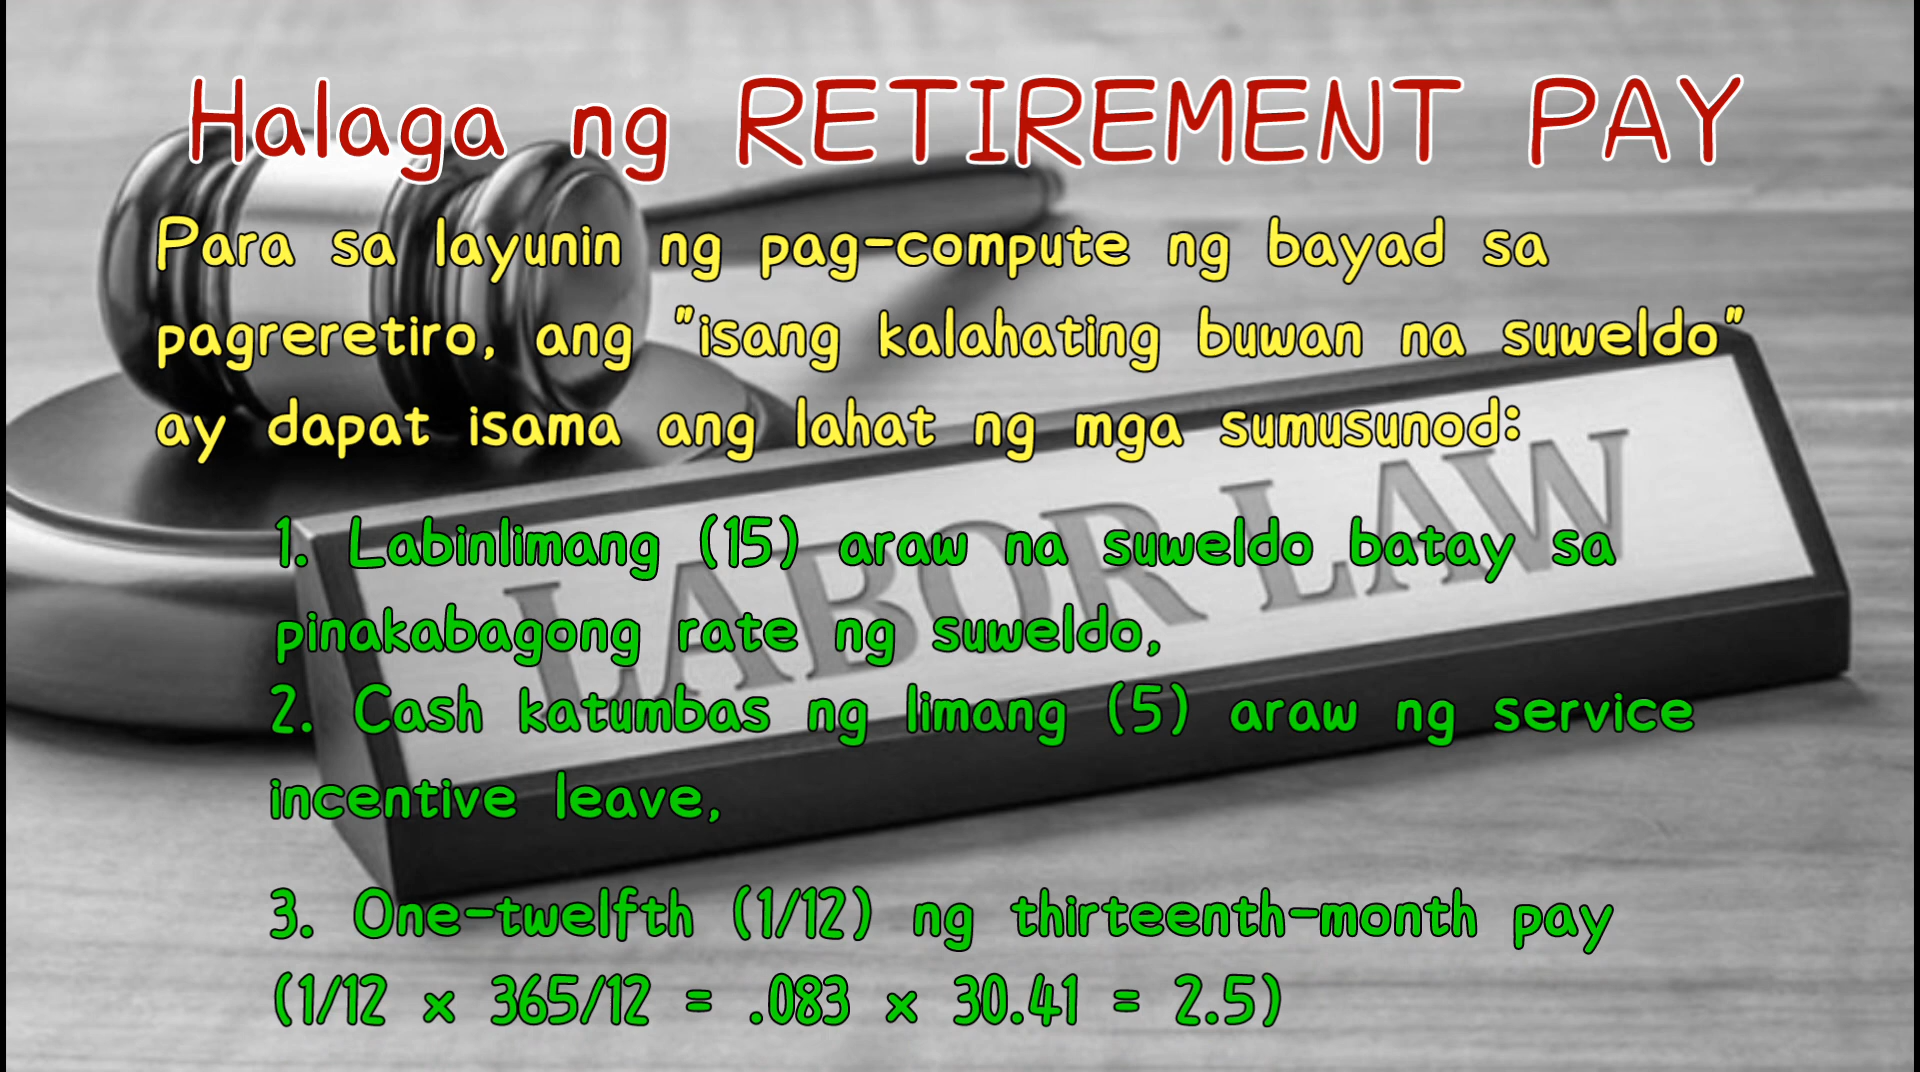 Halaga ng RETIREMENT PAY
Para sa layunin ng pag-compute ng bayad sa
pagreretiro, ang "isang kalahating buwan na suweldo"
ay dapat isama ang lahat ng mga sumusunod:
1. Labinlimang (15) araw na suweldo batay sa
pinakabagong rate ng suweldo,
2. Cash katumbas ng limang (5) araw ng service
incentive leave,
3. One-twelfth (1/12) ng thirteenth-month pay
(1/12 x 365/12 = .083 x 30.41 = 2.5)
LABOR LAW